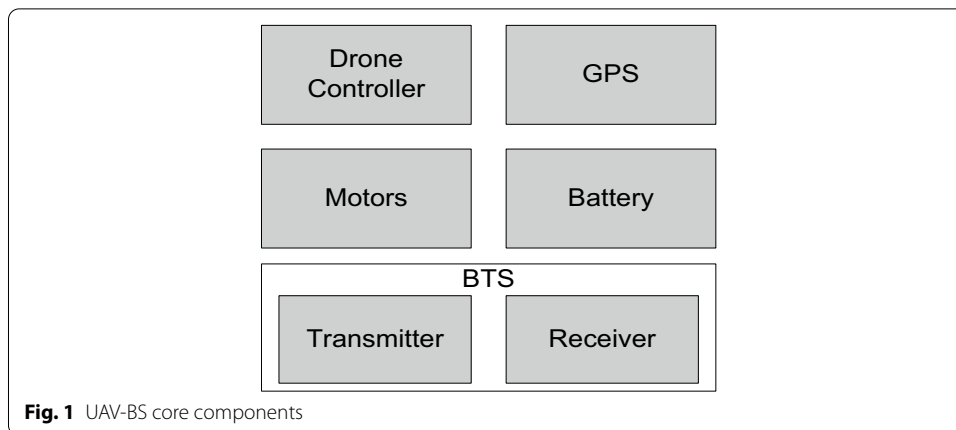 Drone
Controller
GPS
Motors
Battery
BTS
Transmitter
Receiver
Fig. 1 UAV-BS core components